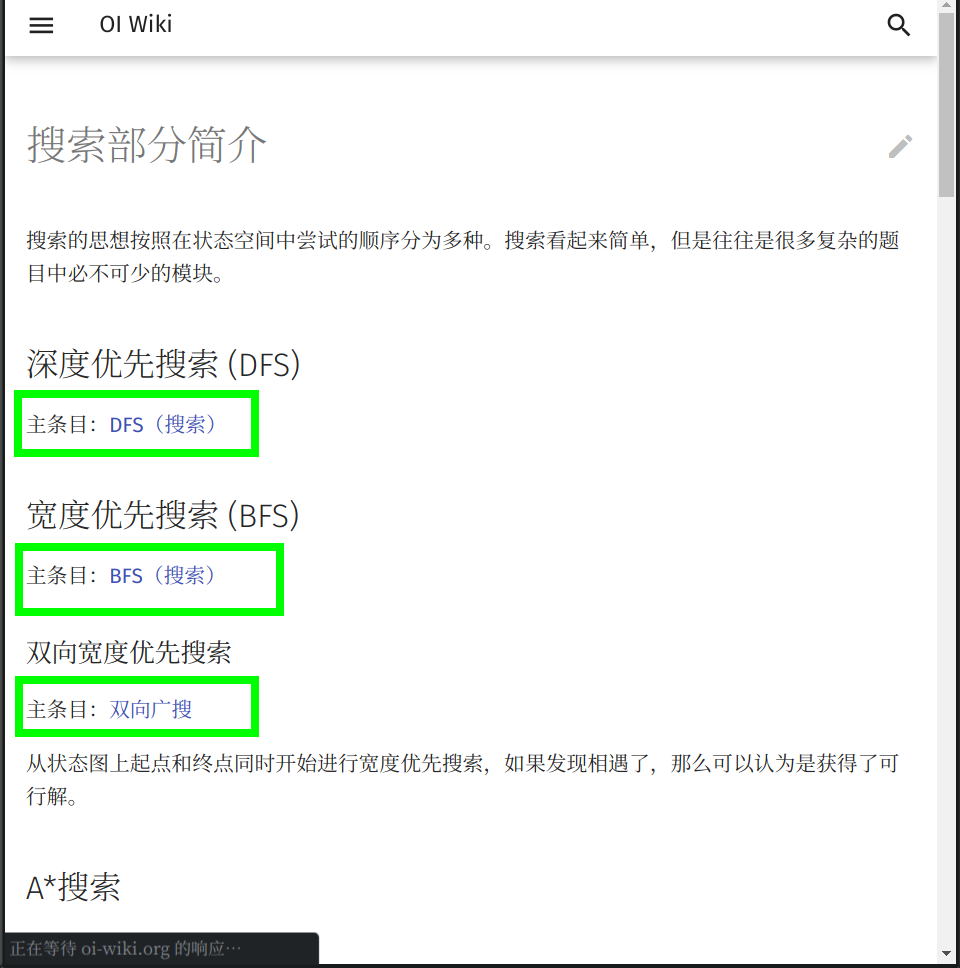 OI Wiki
搜索部分简介
搜索的思想按照在状态空间中尝试的顺序分为多种。搜索看起来简单，但是往往是很多复杂的题
目中必不可少的模块。
深度优先搜索 (DFS)
主条目：DFS（搜索）
宽度优先搜索 (BFS)
主条目：BFS（搜索）
双向宽度优先搜索
主条目：双向广搜
从状态图上起点和终点同时开始进行宽度优先搜索，如果发现相遇了，那么可以认为是获得了可
行解。
A*搜索
正在等待 oi-wiki.org 的响应…